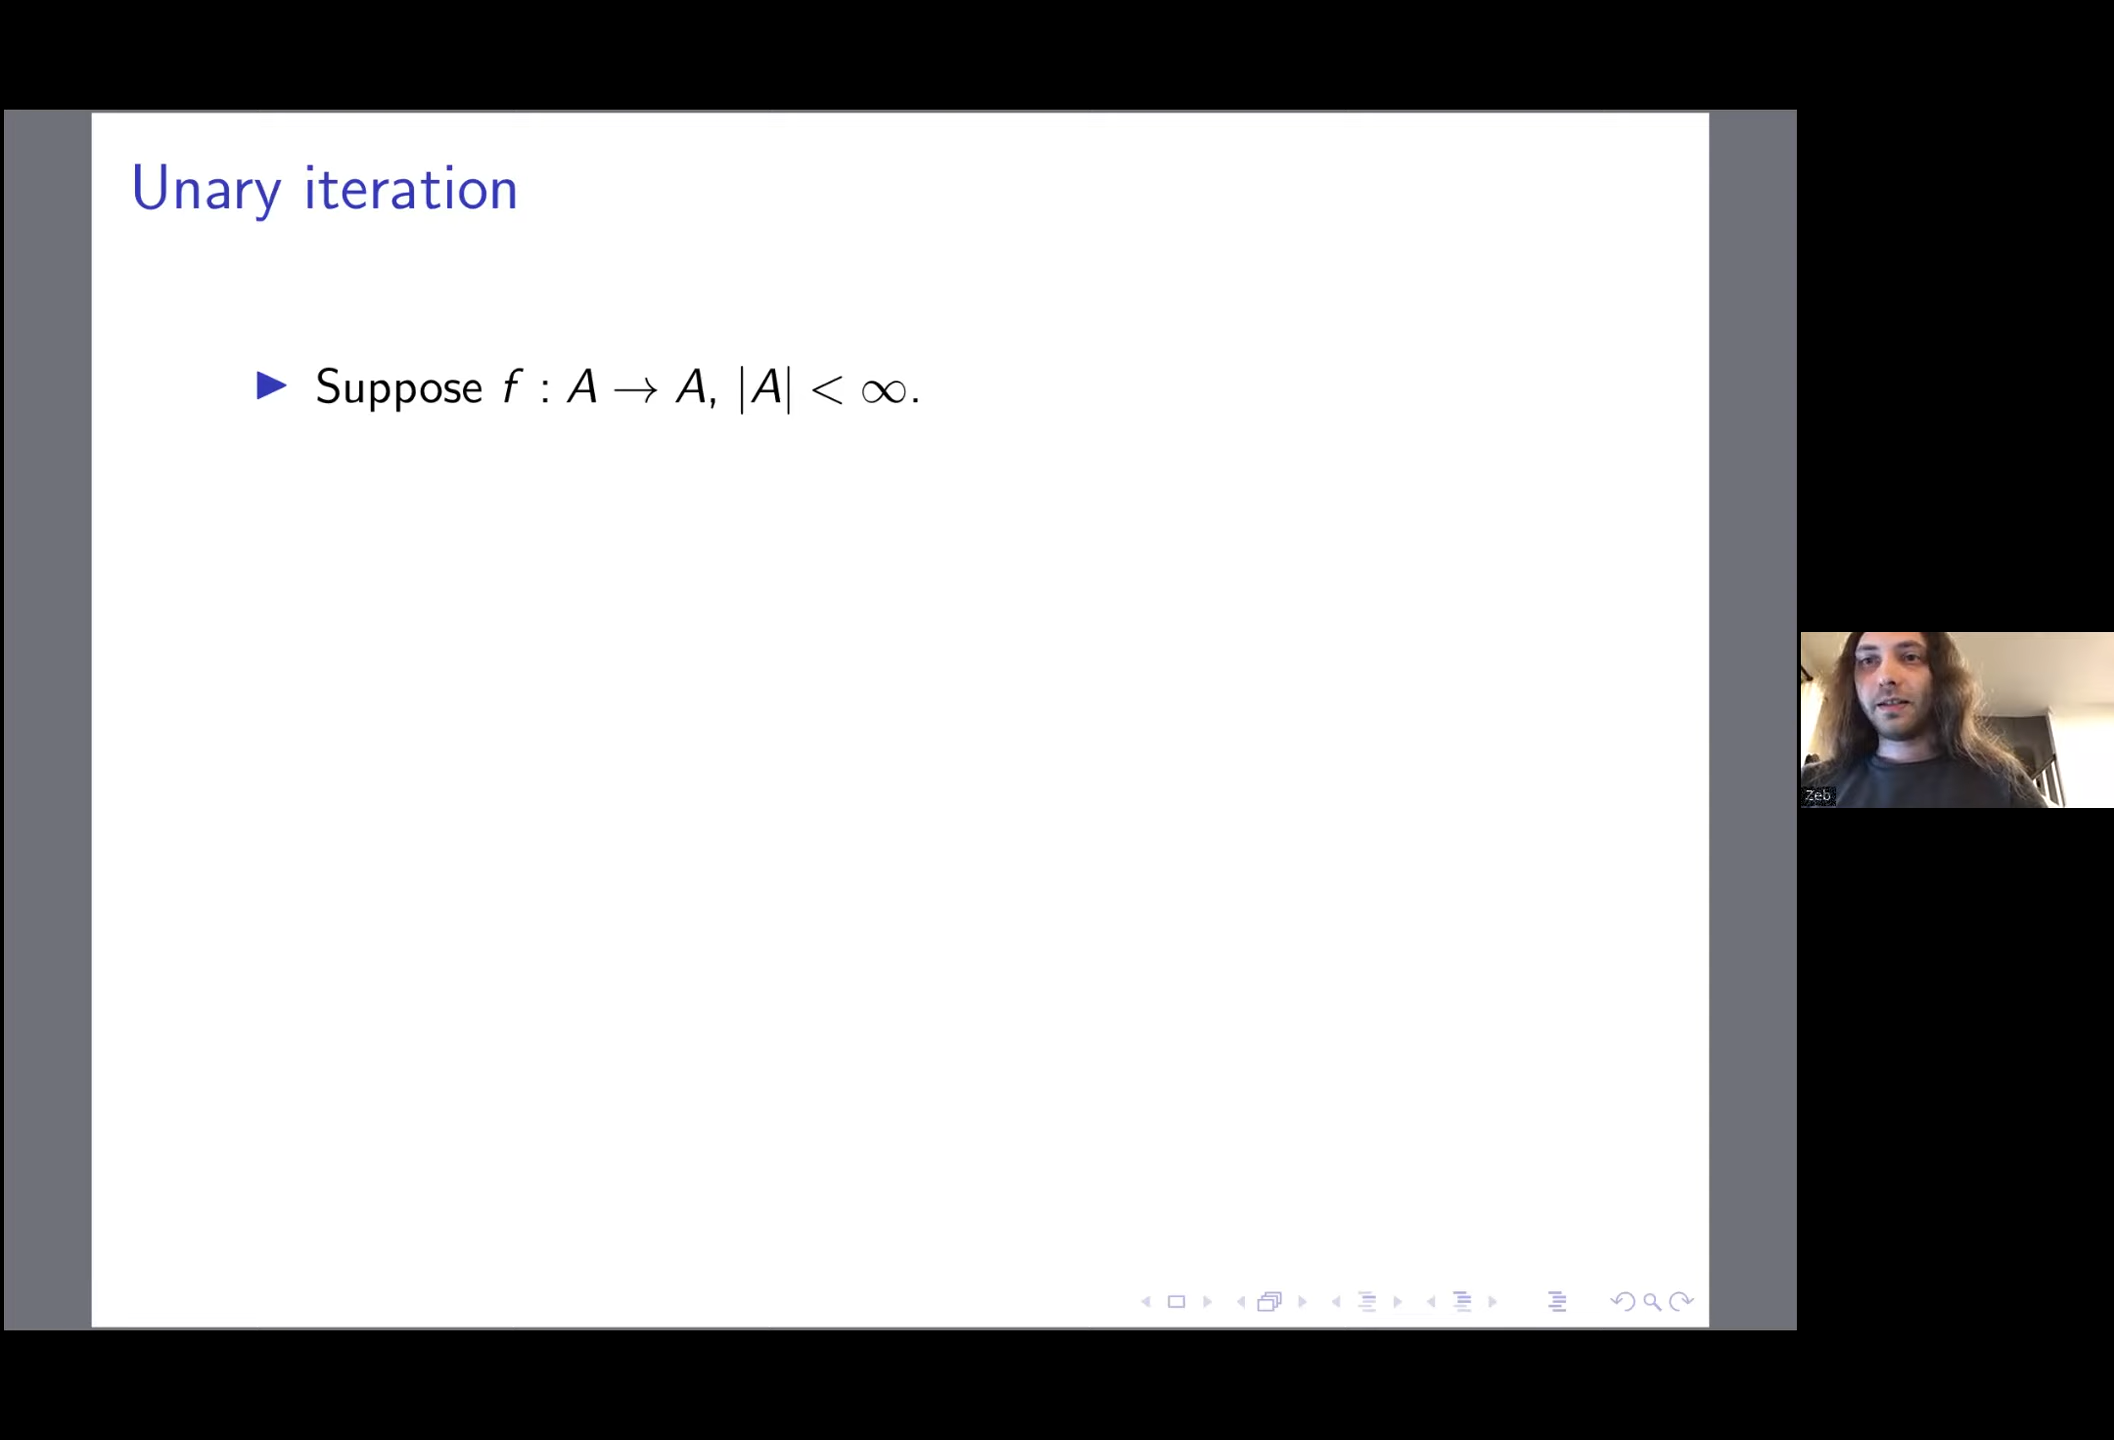 Unary iteration
▶ Suppose f : A → A, |A| < ∞.
Zeb